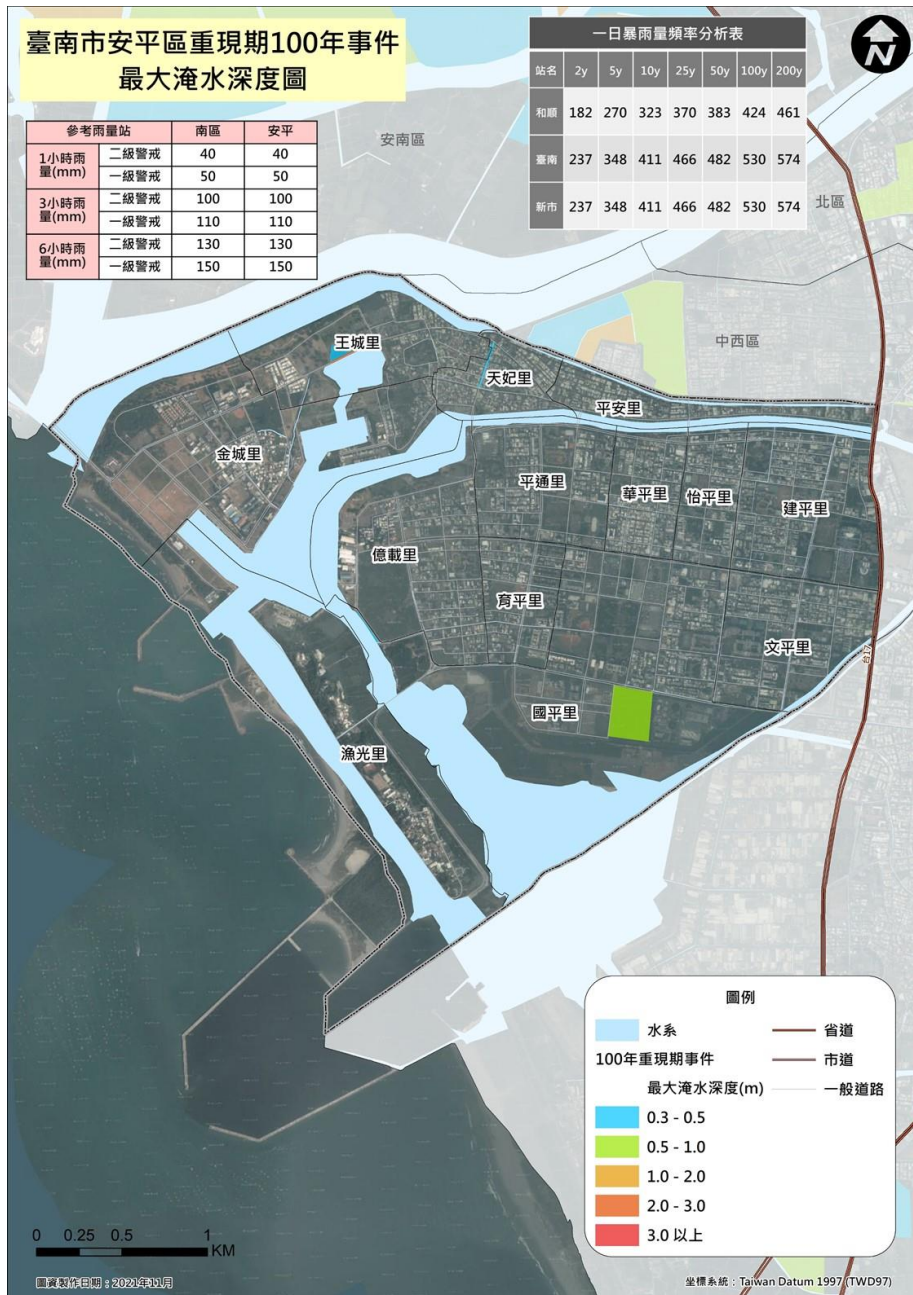 臺南市安平區重現期100年事件
最大淹水深度圖
一日暴雨量頻率分析表
站名 2y 5y 10y 25y 50y 100y 200y
和順 182 270 323 370 383 424 461
臺南 237 348 411 466 482 530 574
新市 237 348 411 466 482 530 574
N
參考雨量站 南區 安平
1小時雨量(mm) 二級警戒 40 40
一級警戒 50 50
3小時雨量(mm) 二級警戒 100 100
一級警戒 110 110
6小時雨量(mm) 二級警戒 130 130
一級警戒 150 150
安南區
北區
中西區
王城里
天妃里
平安里
金城里
平通里
華平里
怡平里
建平里
億載里
育平里
文平里
台17
國平里
漁光里
圖例
水系
省道
100年重現期事件
市道
最大淹水深度(m)
一般道路
0.3 - 0.5
0.5 - 1.0
1.0 - 2.0
2.0 - 3.0
3.0 以上
0 0.25 0.5 1
KM
圖資製作日期：2021年11月
坐標系統：Taiwan Datum 1997 (TWD97)